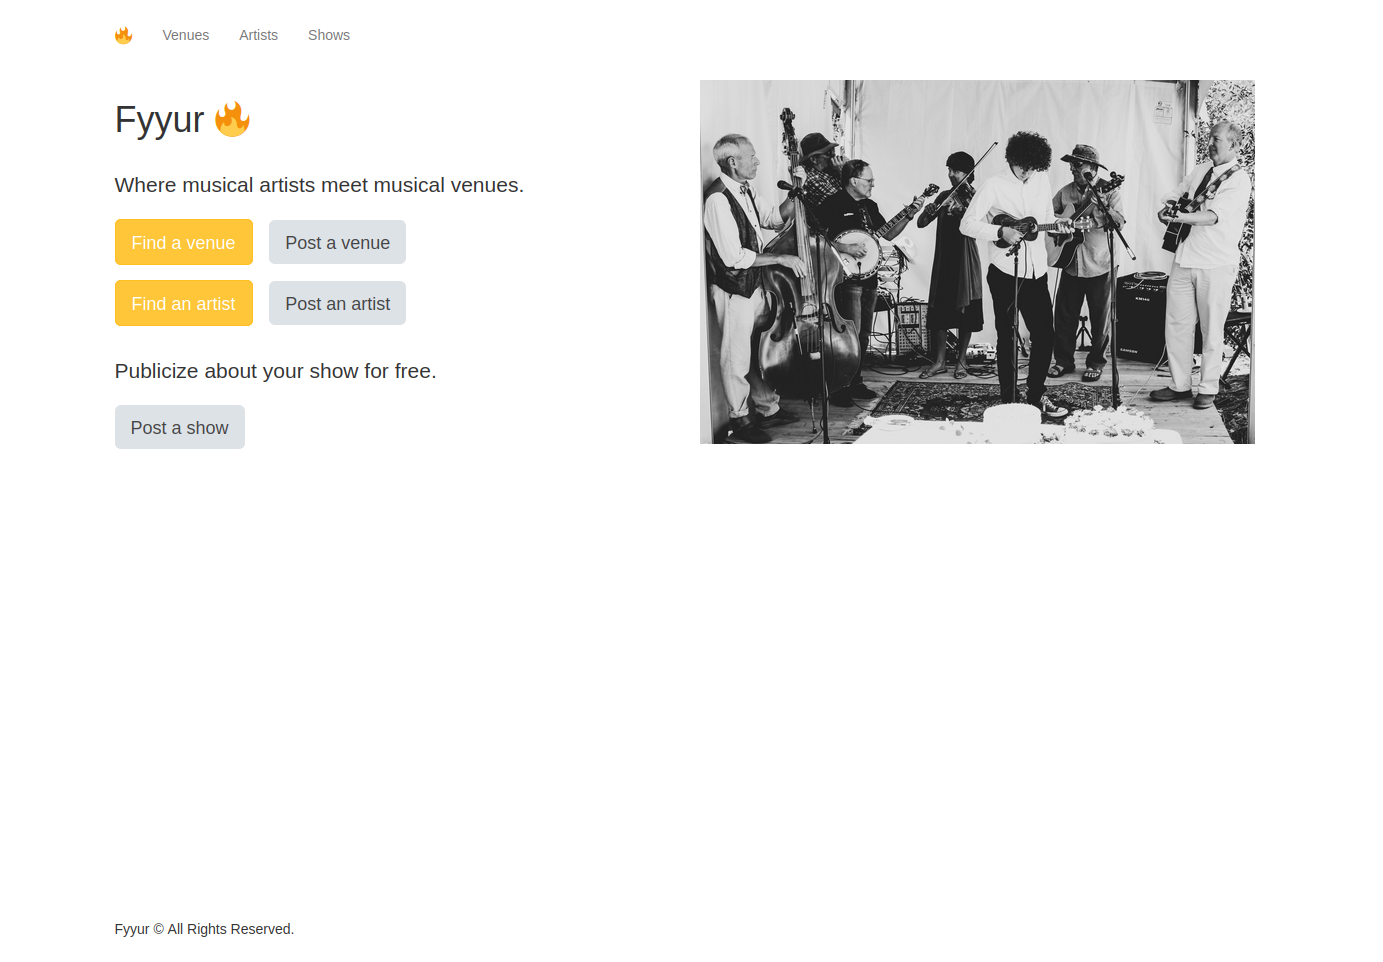 Venues Artists Shows
Fyyur
Where musical artists meet musical venues.
Find a venue Post a venue
Find an artist Post an artist
Publicize about your show for free.
Post a show
Fyyur © All Rights Reserved.